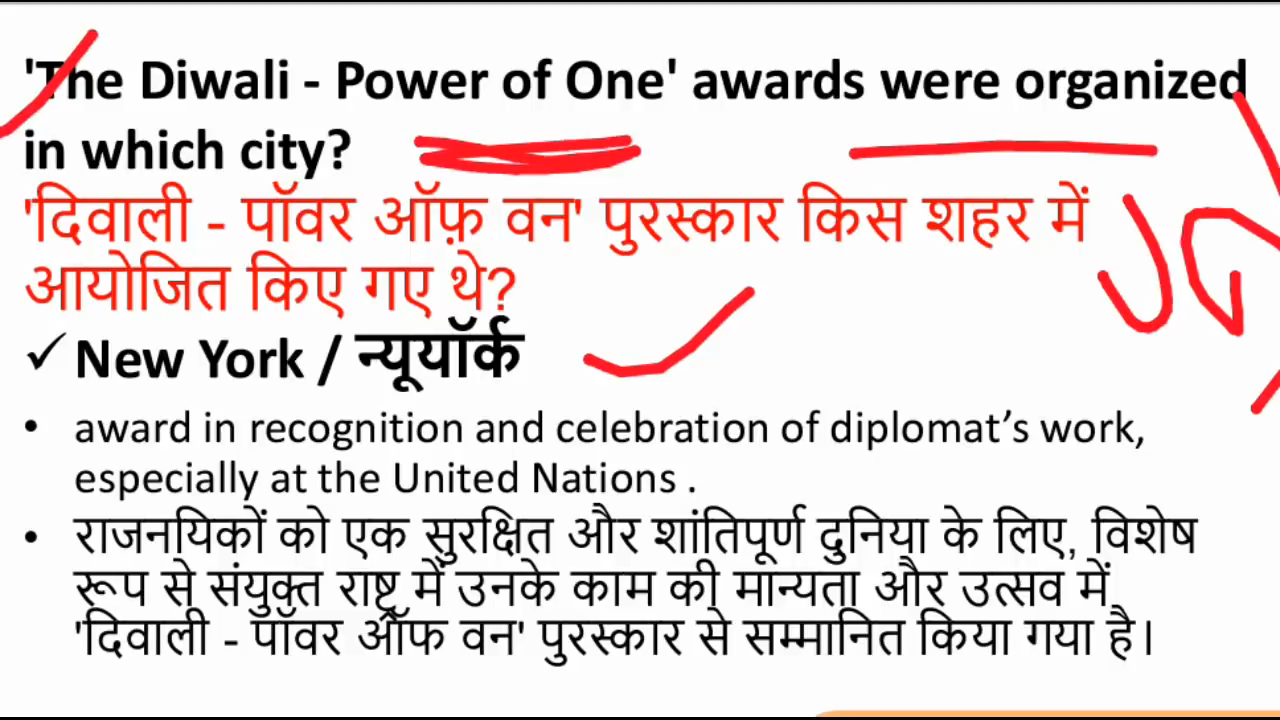 'The Diwali - Power of One' awards were organized
in which city?
'दिवाली - पॉवर ऑफ़ वन' पुरस्कार किस शहर में
आयोजित किए गए थे?
✓ New York / न्यूयॉर्क
• award in recognition and celebration of diplomat’s work,
especially at the United Nations .
• राजनयिकों को एक सुरक्षित और शांतिपूर्ण दुनिया के लिए, विशेष
रूप से संयुक्त राष्ट्र में उनके काम की मान्यता और उत्सव में
'दिवाली - पॉवर ऑफ वन' पुरस्कार से सम्मानित किया गया है।